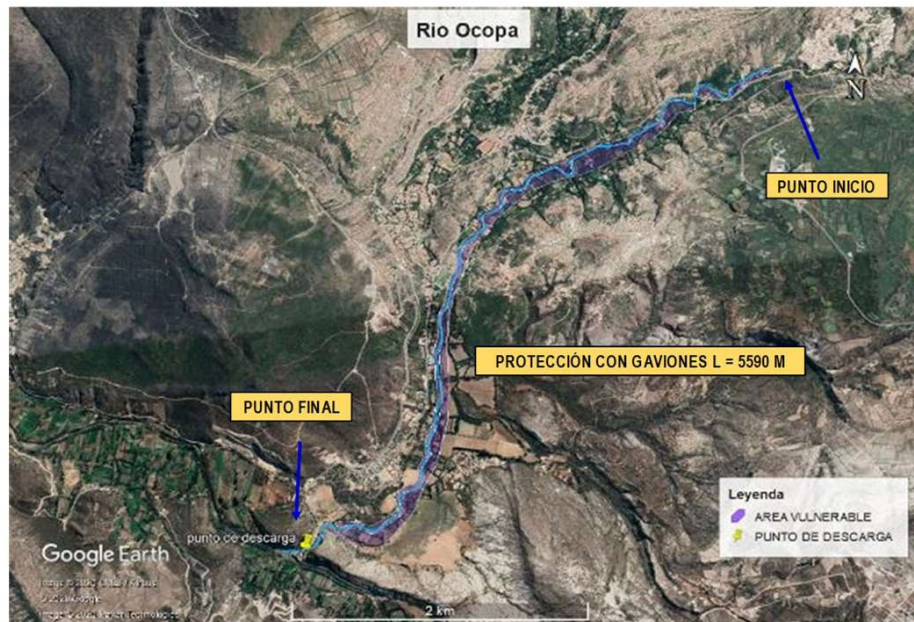 Rio Ocopa
N
PUNTO INICIO
PROTECCIÓN CON GAVIONES L = 5590 M
PUNTO FINAL
Leyenda
AREA VULNERABLE
PUNTO DE DESCARGA
punto de descarga
Google Earth
2 km